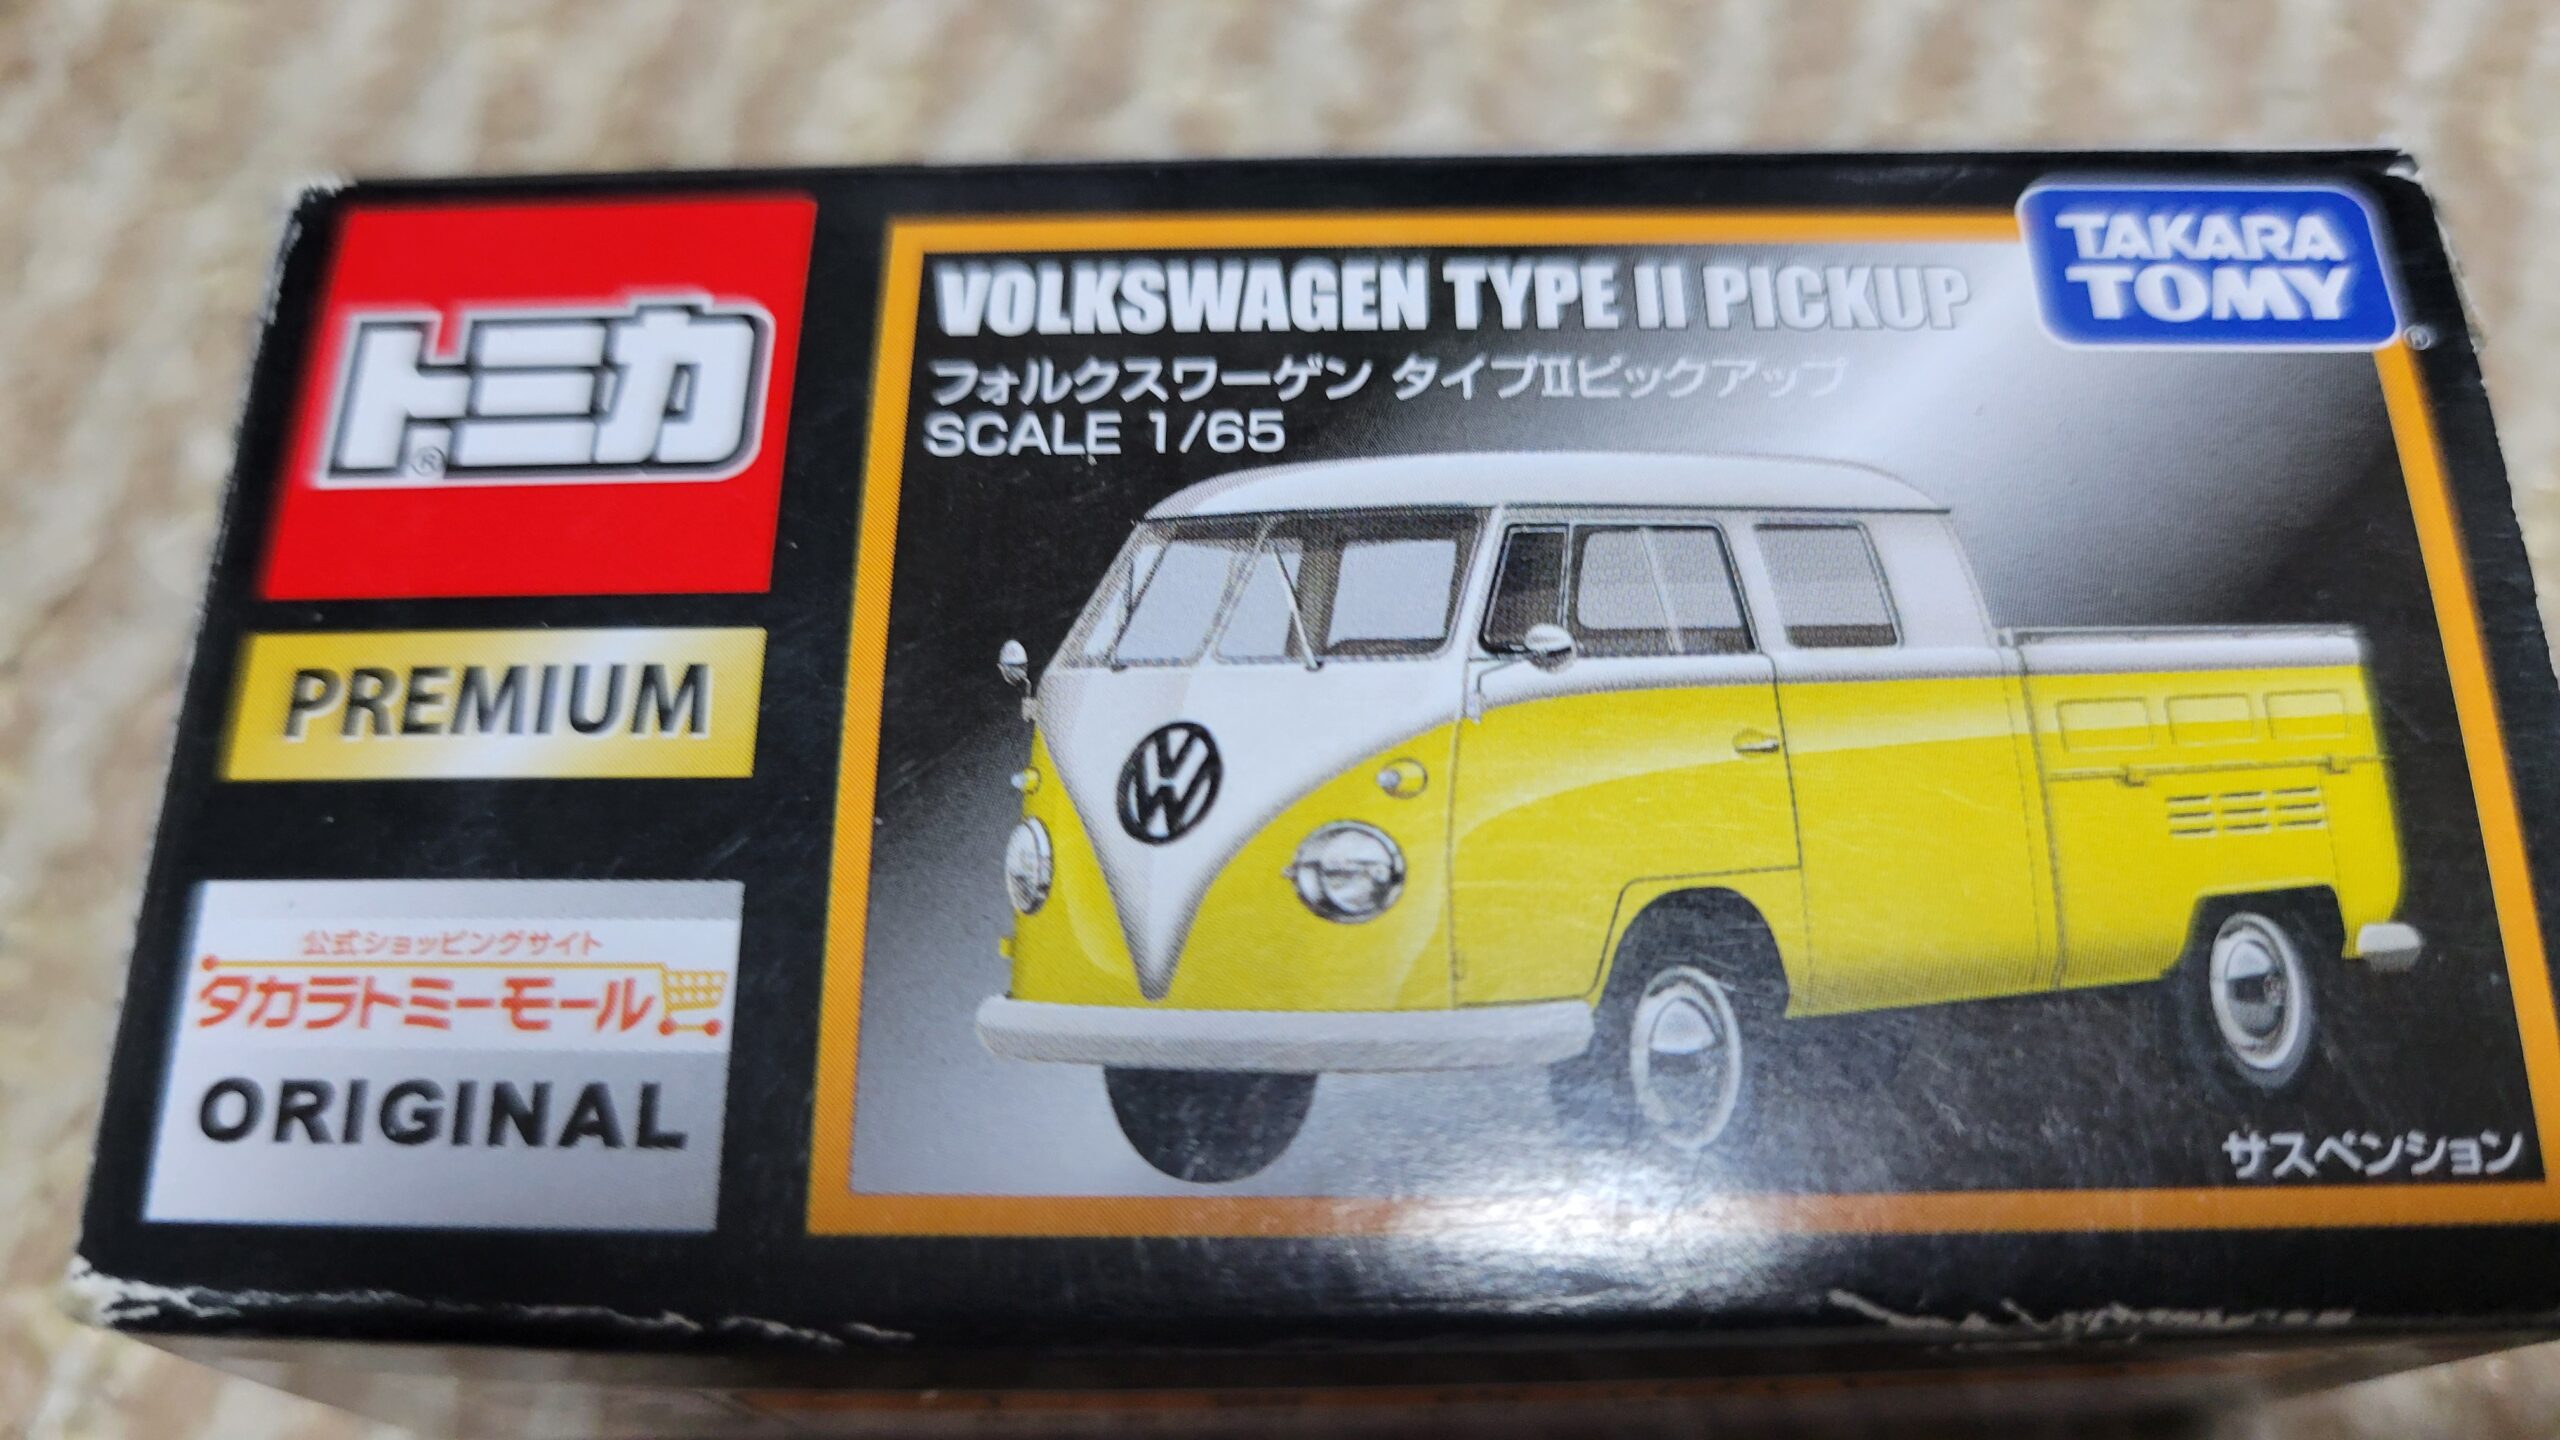 トミカ®
PREMIUM
公式ショッピングサイト
タカラトミーモール
ORIGINAL
VOLKSWAGEN TYPE II PICKUP
フォルクスワーゲン タイプⅡピックアップ
SCALE 1/65
TAKARA
TOMY®
VW
サスペンション